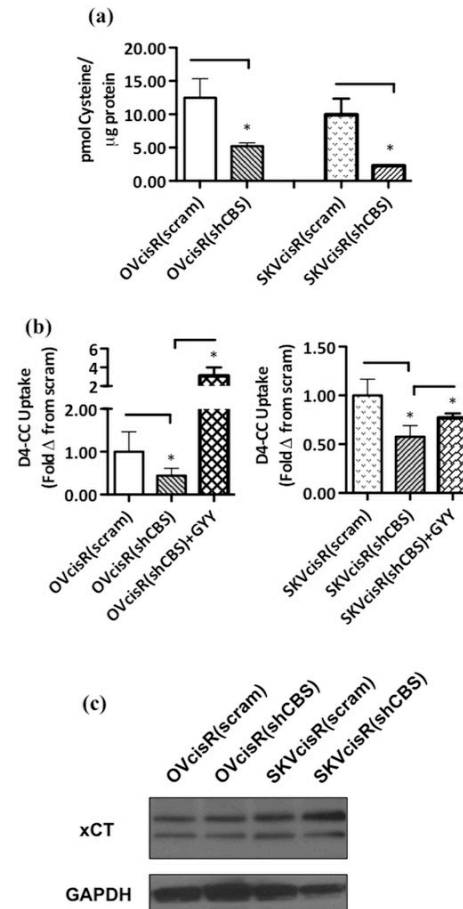 (a)
pmol Cysteine/
µg protein
20.00
15.00
10.00
5.00
0.00
*
*
OVcisR(scram)
OVcisR(shCBS)
SKVcisR(scram)
SKVcisR(shCBS)
(b)
D4-CC Uptake
(Fold Δ from scram)
6
4
2
1.00
0.00
*
*
OVcisR(scram)
OVcisR(shCBS)
OVcisR(shCBS)+GYY
D4-CC Uptake
(Fold Δ from scram)
1.50
1.00
0.50
0.00
*
*
SKVcisR(scram)
SKVcisR(shCBS)
SKVcisR(shCBS)+GYY
(c)
OVcisR(scram)
OVcisR(shCBS)
SKVcisR(scram)
SKVcisR(shCBS)
xCT
GAPDH